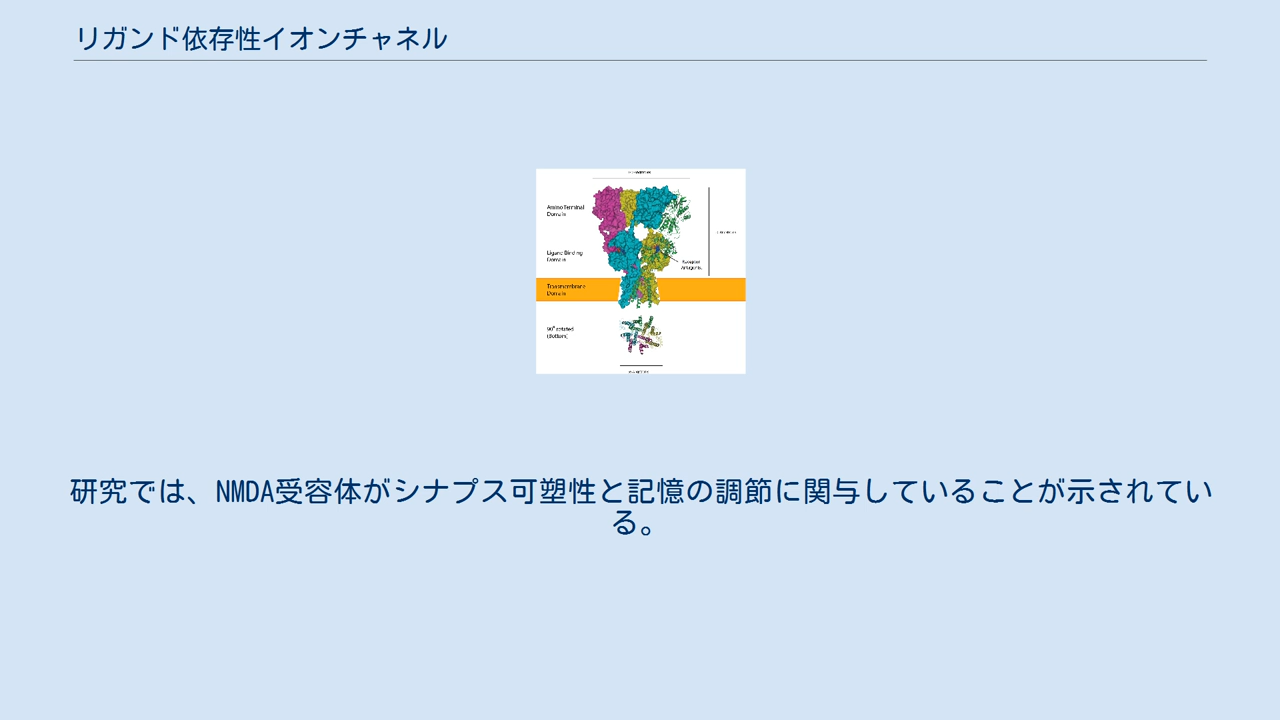 リガンド依存性イオンチャネル
Amino Terminal
Domain
Ligand Binding
Domain
Transmembrane
Domain
90° rotated
(Bottom)
研究では、NMDA受容体がシナプス可塑性と記憶の調節に関与していることが示されてい
る。